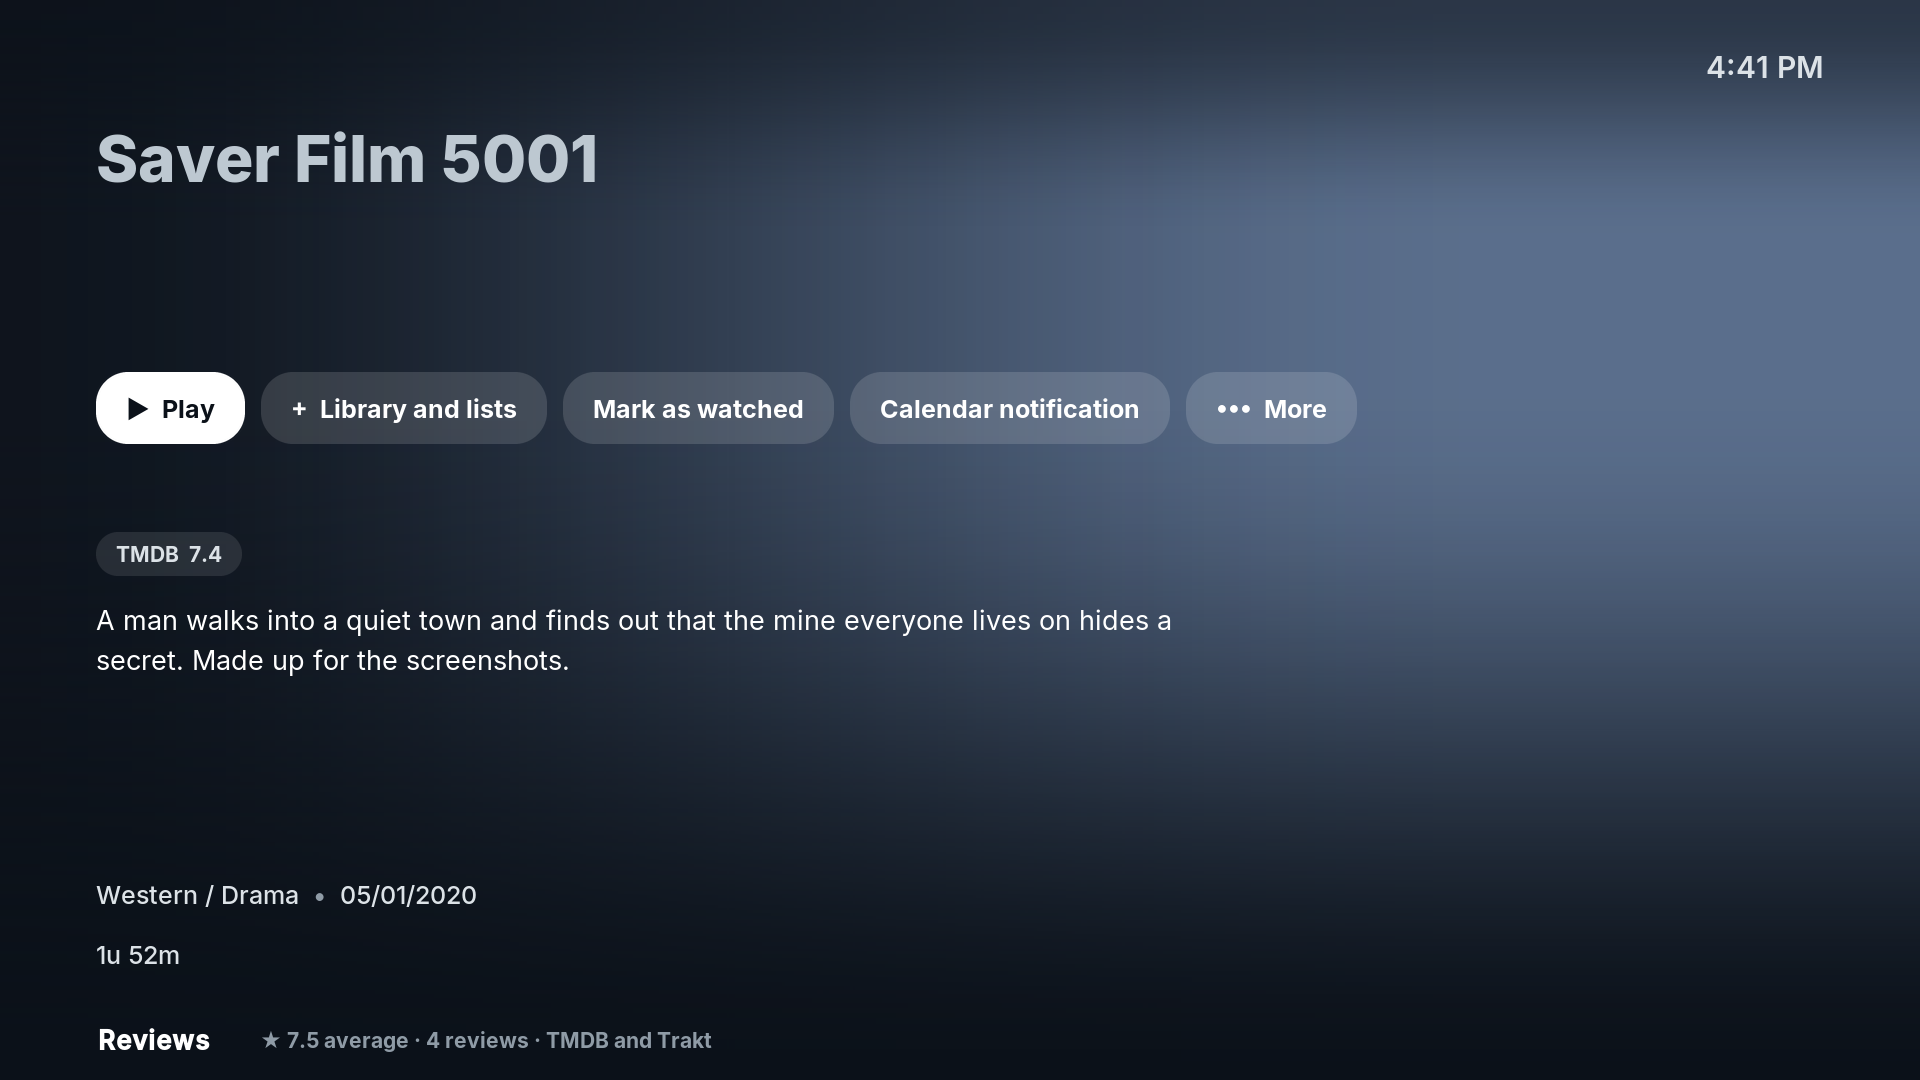 4:41 PM
Saver Film 5001
▶ Play
+ Library and lists
Mark as watched
Calendar notification
••• More
TMDB 7.4
A man walks into a quiet town and finds out that the mine everyone lives on hides a
secret. Made up for the screenshots.
Western / Drama • 05/01/2020
1u 52m
Reviews ★ 7.5 average · 4 reviews · TMDB and Trakt